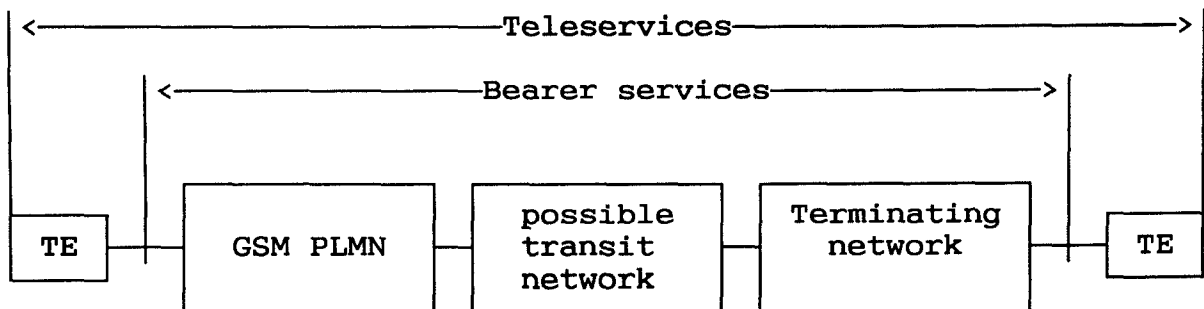 Teleservices
Bearer services
TE
GSM PLMN
possible
transit
network
Terminating
network
TE